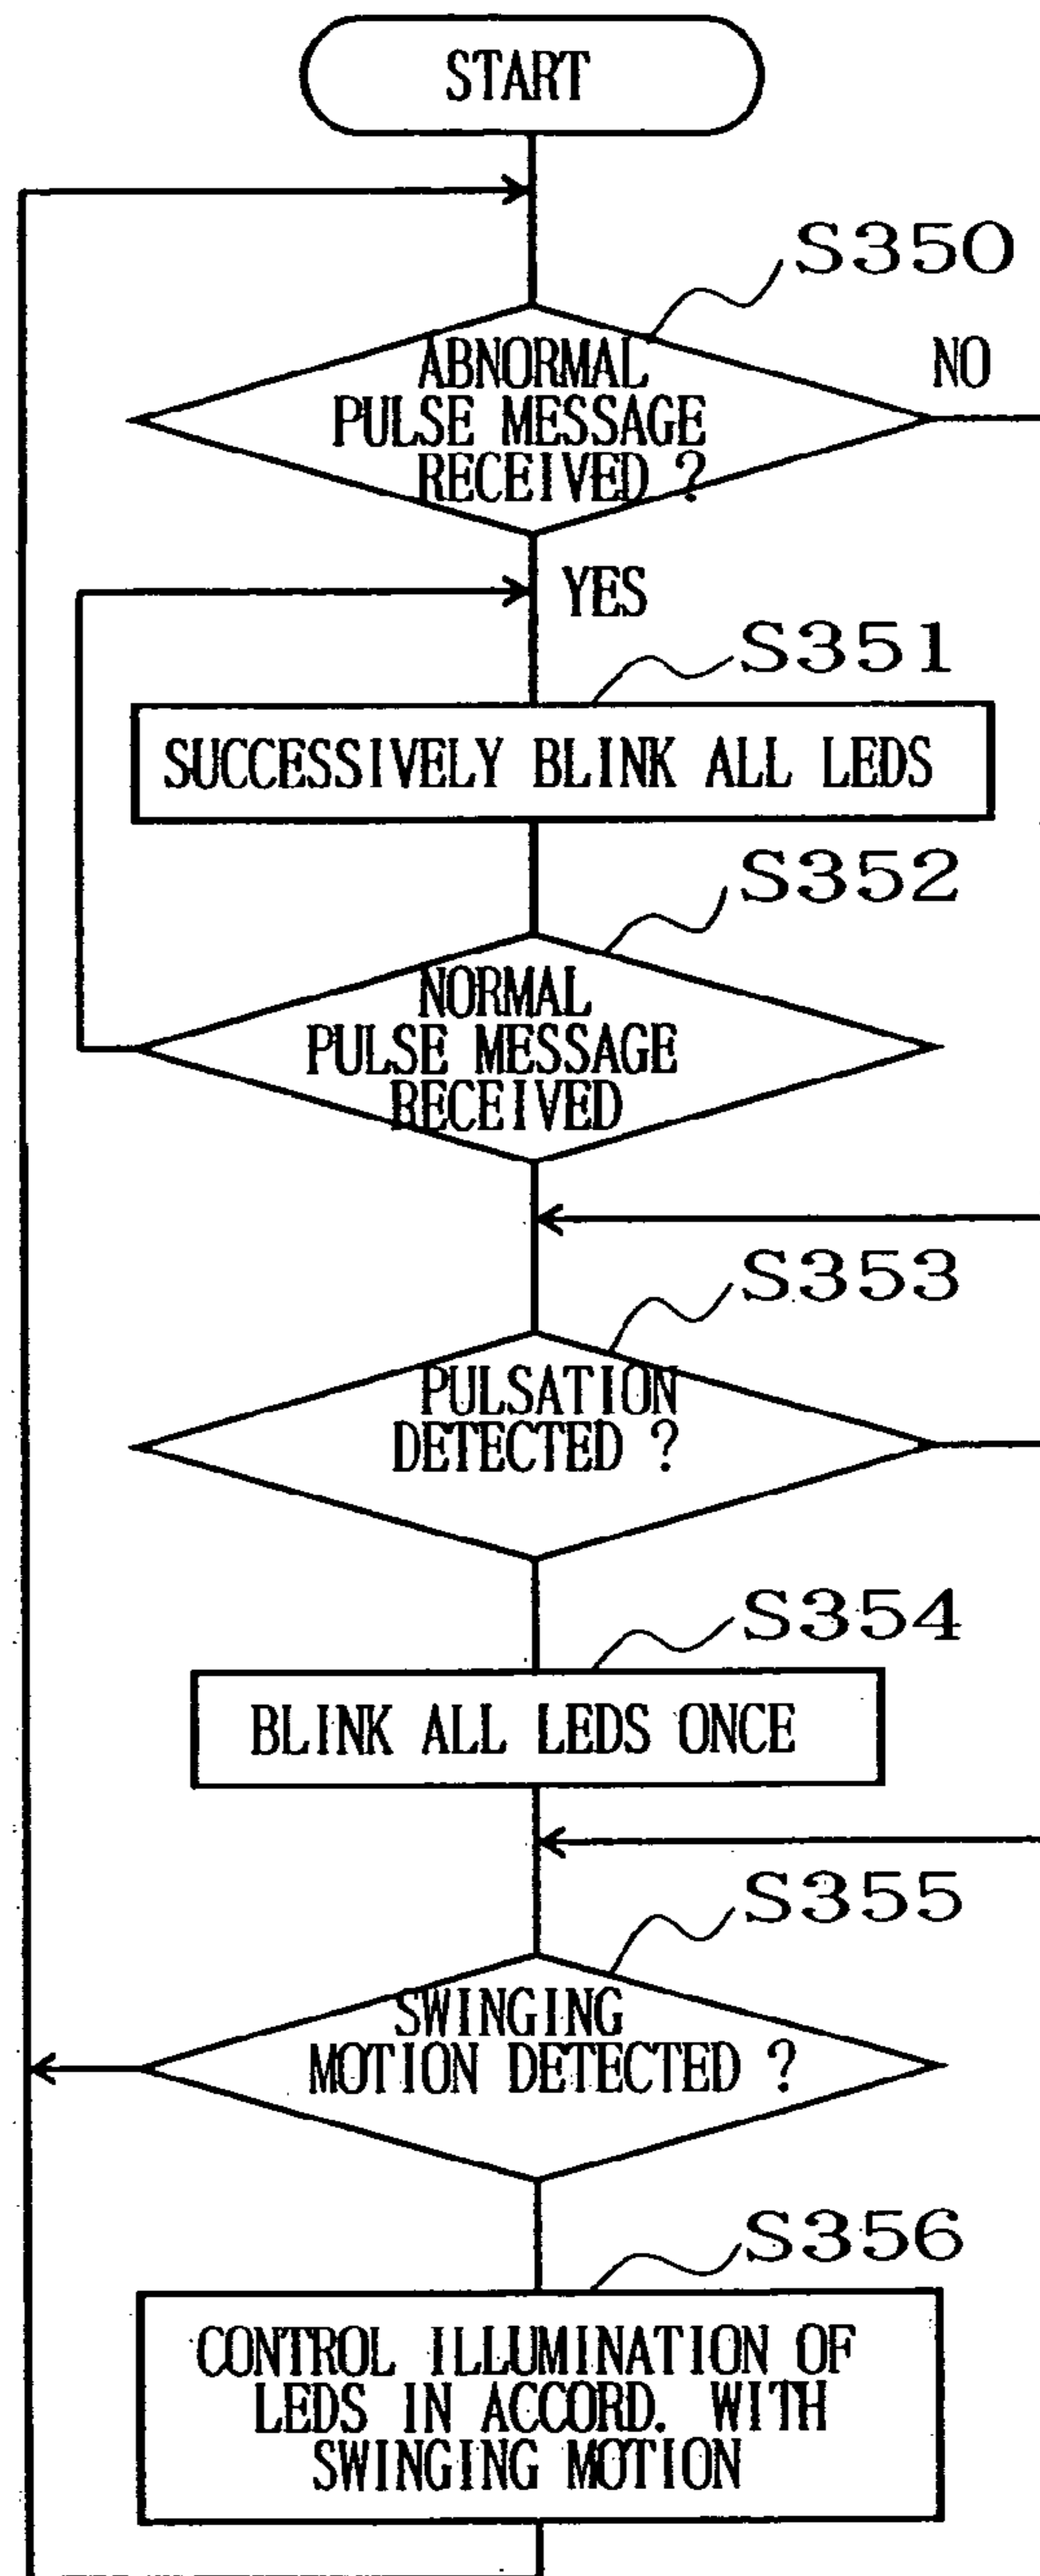 START
S350
ABNORMAL
PULSE MESSAGE
RECEIVED ?
NO
YES
S351
SUCCESSIVELY BLINK ALL LEDS
S352
NORMAL
PULSE MESSAGE
RECEIVED
S353
PULSATION
DETECTED ?
S354
BLINK ALL LEDS ONCE
S355
SWINGING
MOTION DETECTED ?
S356
CONTROL ILLUMINATION OF
LEDS IN ACCORD. WITH
SWINGING MOTION